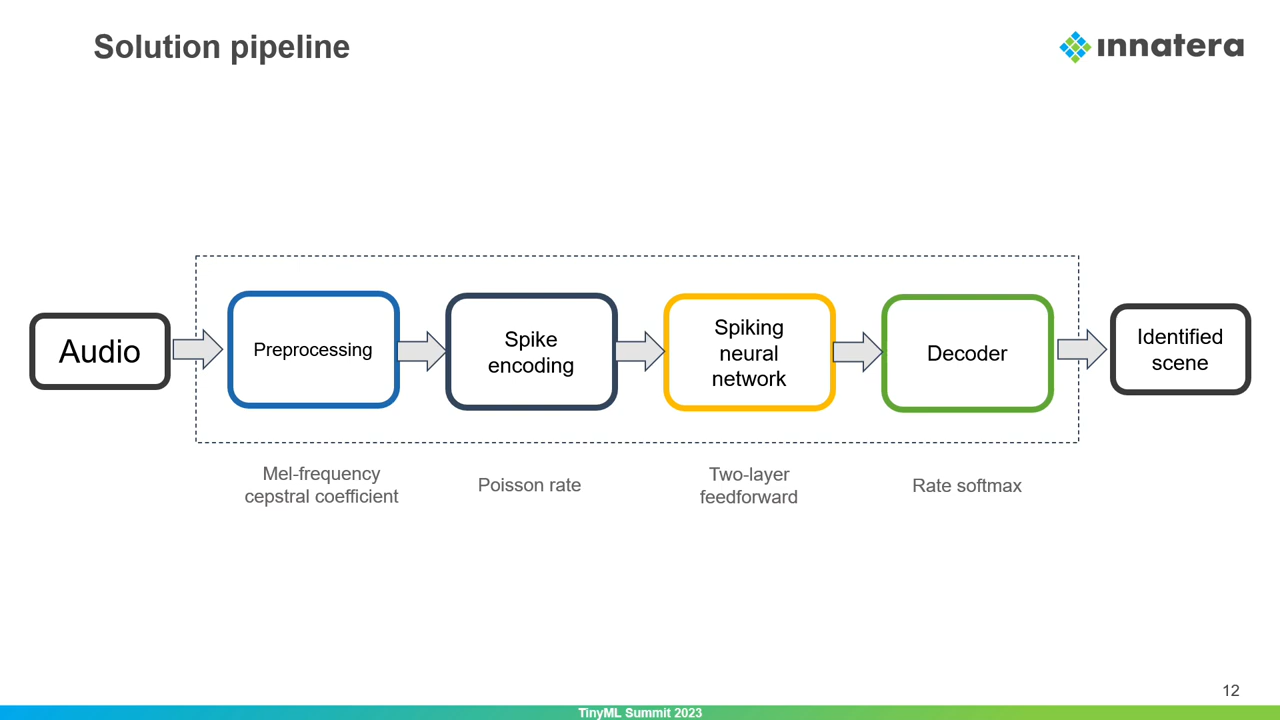 Solution pipeline
innatera
Audio
Preprocessing
Spike
encoding
Spiking
neural
network
Decoder
Identified
scene
Mel-frequency
cepstral coefficient
Poisson rate
Two-layer
feedforward
Rate softmax
12
TinyML Summit 2023